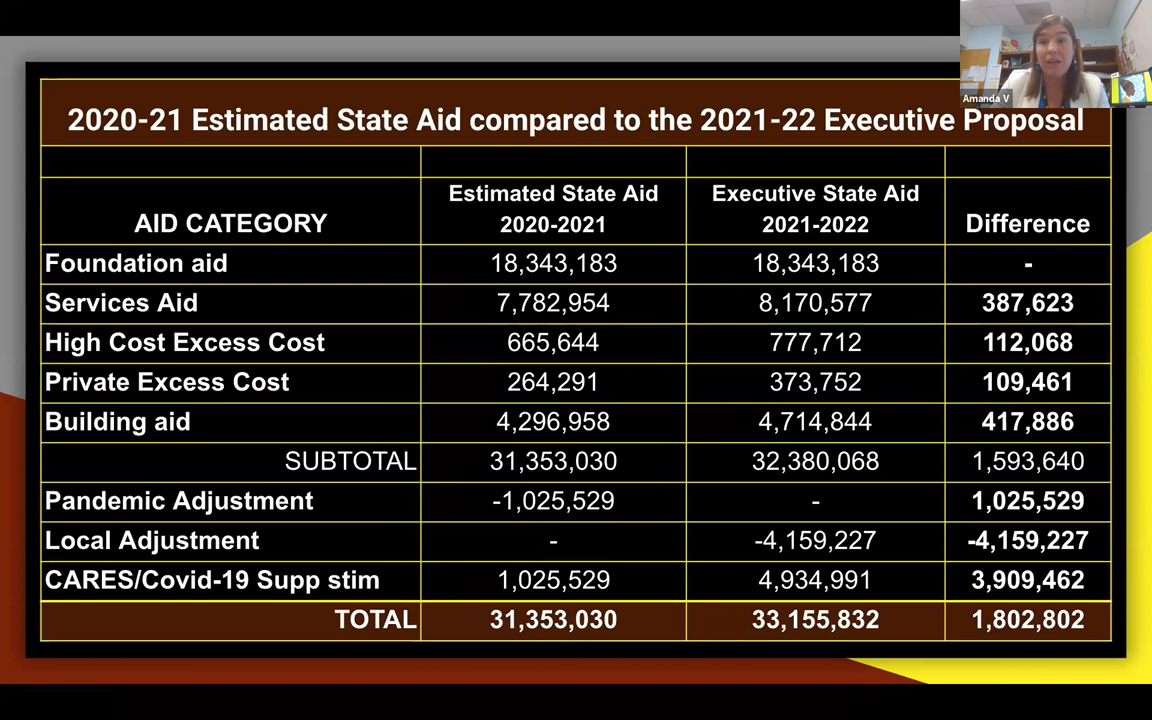 Amanda V
2020-21 Estimated State Aid compared to the 2021-22 Executive Proposal
AID CATEGORY Estimated State Aid 2020-2021 Executive State Aid 2021-2022 Difference
Foundation aid 18,343,183 18,343,183 -
Services Aid 7,782,954 8,170,577 387,623
High Cost Excess Cost 665,644 777,712 112,068
Private Excess Cost 264,291 373,752 109,461
Building aid 4,296,958 4,714,844 417,886
SUBTOTAL 31,353,030 32,380,068 1,593,640
Pandemic Adjustment -1,025,529 - 1,025,529
Local Adjustment - -4,159,227 -4,159,227
CARES/Covid-19 Supp stim 1,025,529 4,934,991 3,909,462
TOTAL 31,353,030 33,155,832 1,802,802